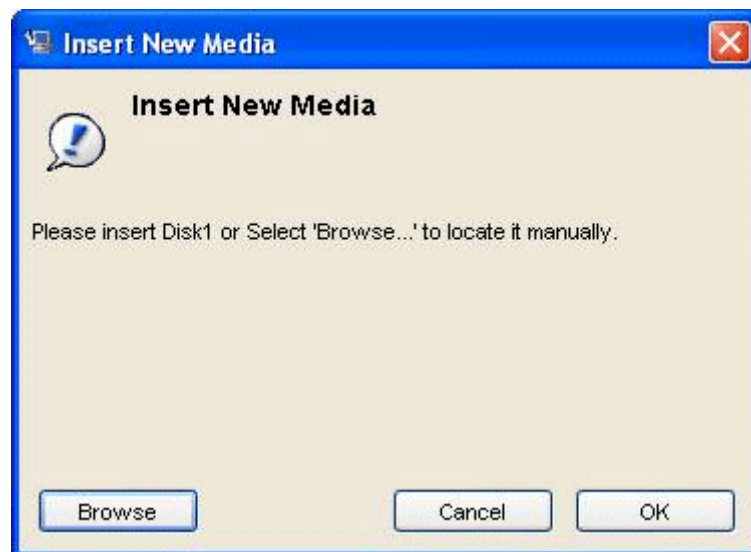 Insert New Media
Insert New Media
Please insert Disk1 or Select 'Browse...' to locate it manually.
Browse Cancel OK